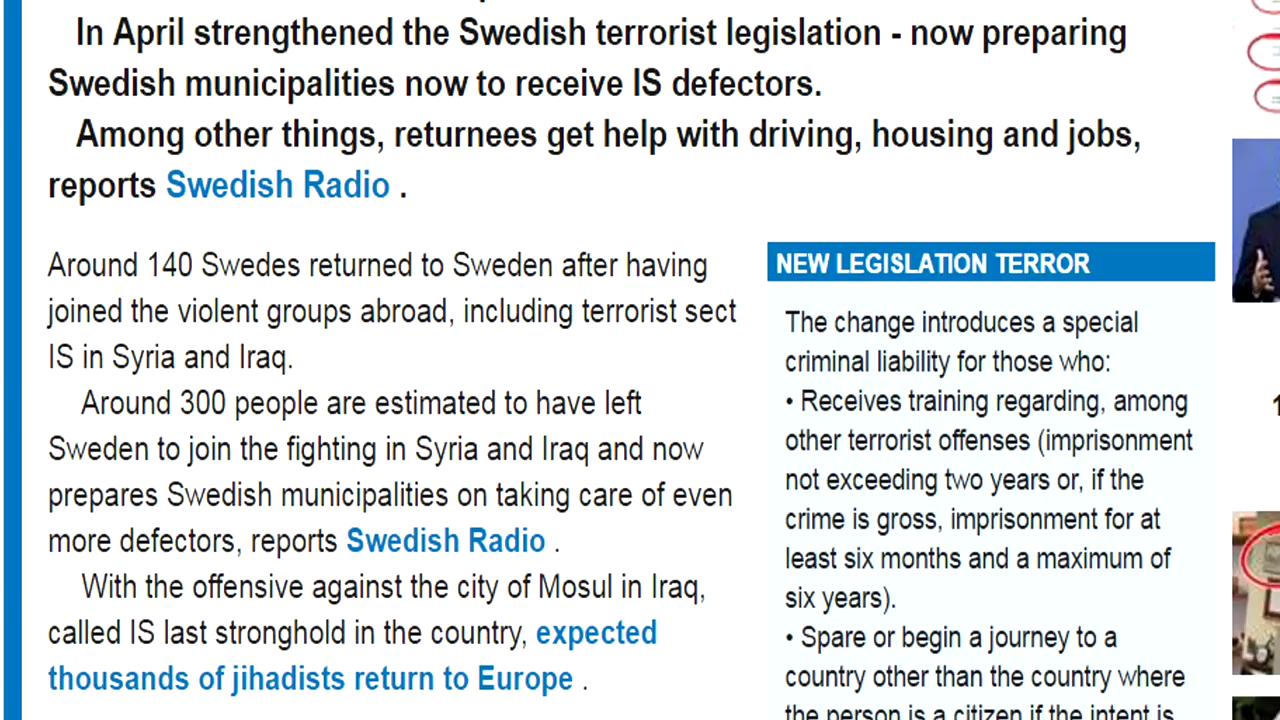 In April strengthened the Swedish terrorist legislation - now preparing
Swedish municipalities now to receive IS defectors.
Among other things, returnees get help with driving, housing and jobs,
reports Swedish Radio .
Around 140 Swedes returned to Sweden after having
joined the violent groups abroad, including terrorist sect
IS in Syria and Iraq.
Around 300 people are estimated to have left
Sweden to join the fighting in Syria and Iraq and now
prepares Swedish municipalities on taking care of even
more defectors, reports Swedish Radio .
With the offensive against the city of Mosul in Iraq,
called IS last stronghold in the country, expected
thousands of jihadists return to Europe .
NEW LEGISLATION TERROR
The change introduces a special
criminal liability for those who:
• Receives training regarding, among
other terrorist offenses (imprisonment
not exceeding two years or, if the
crime is gross, imprisonment for at
least six months and a maximum of
six years).
• Spare or begin a journey to a
country other than the country where
the person is a citizen if the intent is